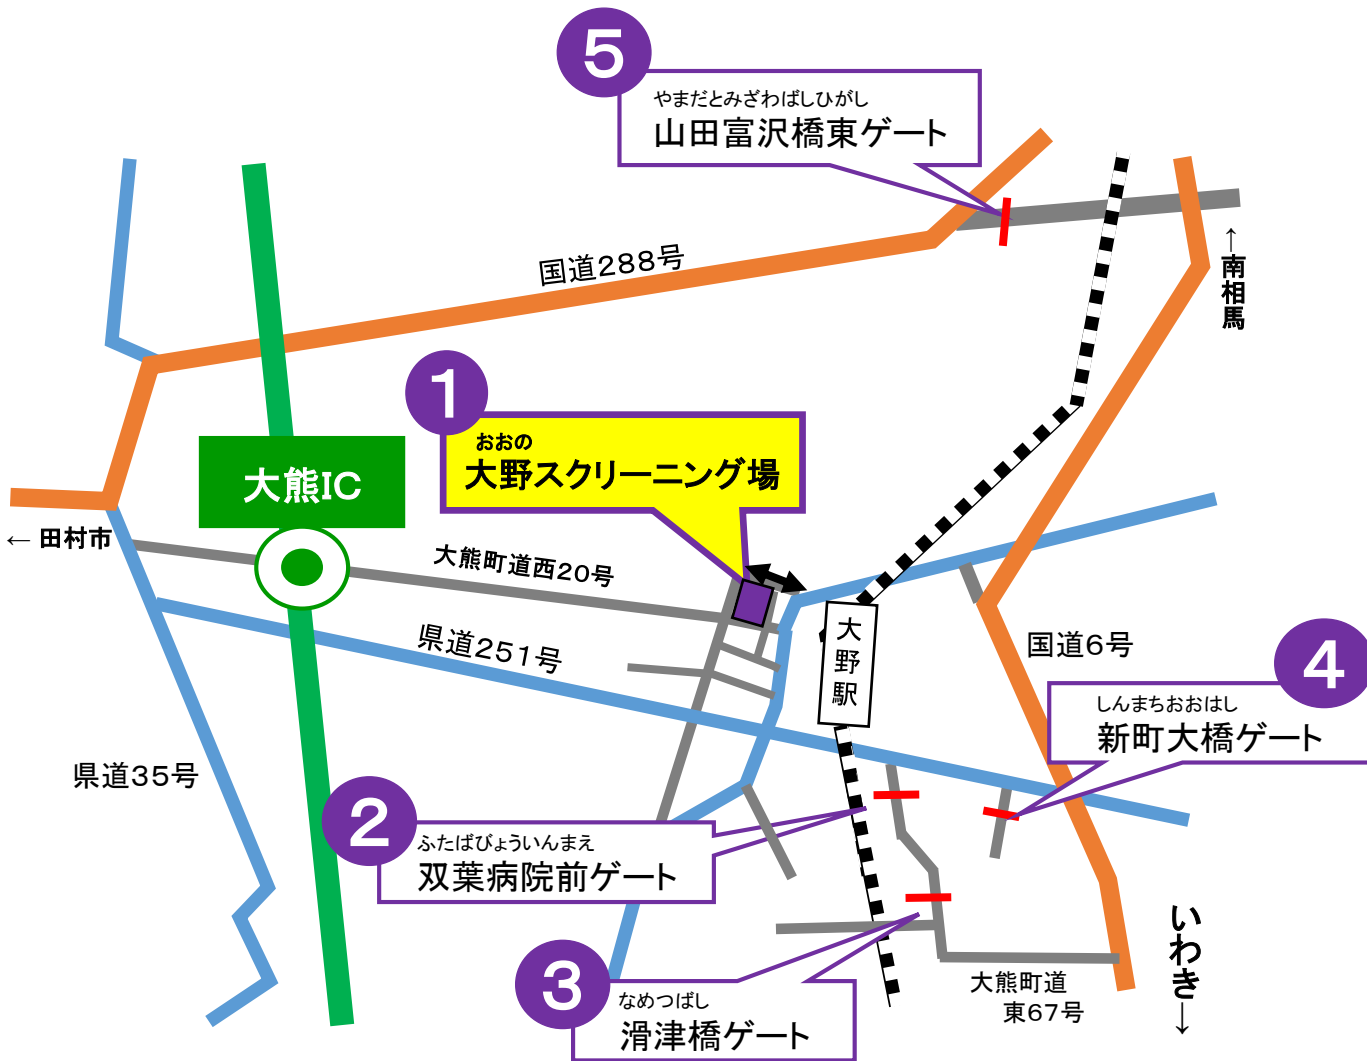 5
やまだとみざわばしひがし
山田富沢橋東ゲート
国道288号
↑南相馬
1
おおの
大野スクリーニング場
大熊IC
← 田村市
大熊町道西20号
県道251号
大野駅
国道6号
4
しんまちおおはし
新町大橋ゲート
県道35号
2
ふたばびょういんまえ
双葉病院前ゲート
いわき→
3
なめつばし
滑津橋ゲート
大熊町道
東67号